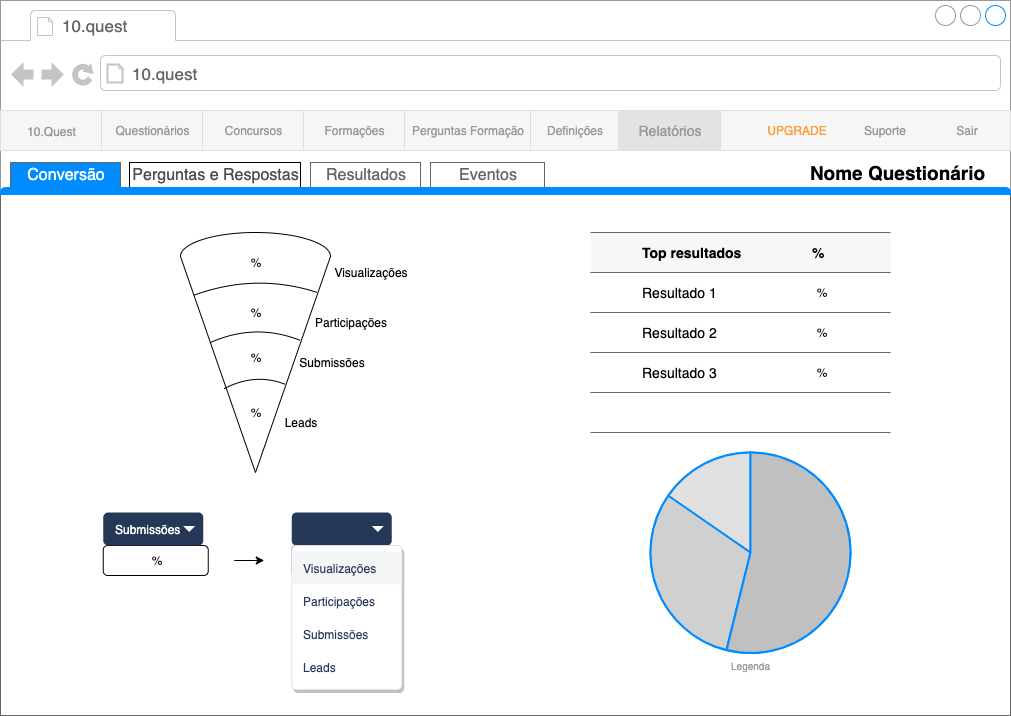 10.quest
10.quest
10.Quest Questionários Concursos Formações Perguntas Formação Definições Relatórios UPGRADE Suporte Sair
Conversão Perguntas e Respostas Resultados Eventos Nome Questionário
%
Visualizações
%
Participações
%
Submissões
%
Leads
Top resultados %
Resultado 1 %
Resultado 2 %
Resultado 3 %
Submissões
%
Visualizações
Participações
Submissões
Leads
Legenda